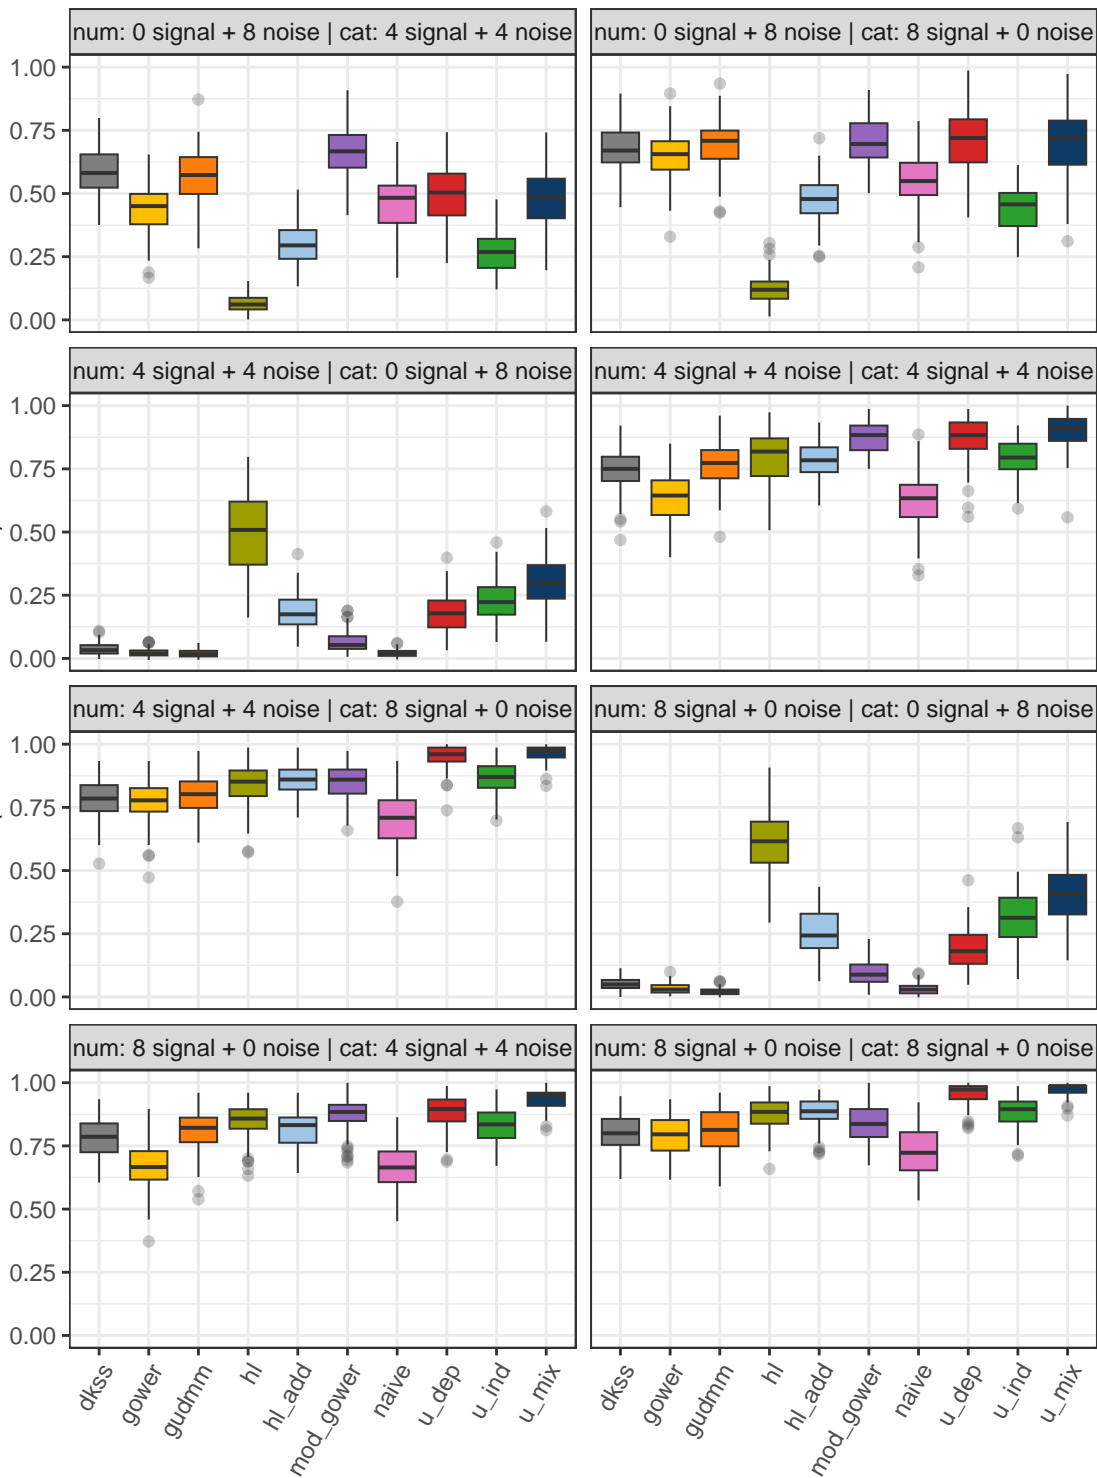 num: 0 signal + 8 noise | cat: 4 signal + 4 noise
num: 0 signal + 8 noise | cat: 8 signal + 0 noise
1.00
0.75
0.50
0.25
0.00
num: 4 signal + 4 noise | cat: 0 signal + 8 noise
num: 4 signal + 4 noise | cat: 4 signal + 4 noise
1.00
0.75
0.50
0.25
0.00
num: 4 signal + 4 noise | cat: 8 signal + 0 noise
num: 8 signal + 0 noise | cat: 0 signal + 8 noise
1.00
0.75
0.50
0.25
0.00
num: 8 signal + 0 noise | cat: 4 signal + 4 noise
num: 8 signal + 0 noise | cat: 8 signal + 0 noise
1.00
0.75
0.50
0.25
0.00
dkss
gower
gudmm
hl
hl_add
mod_gower
naive
u_dep
u_ind
u_mix
dkss
gower
gudmm
hl
hl_add
mod_gower
naive
u_dep
u_ind
u_mix